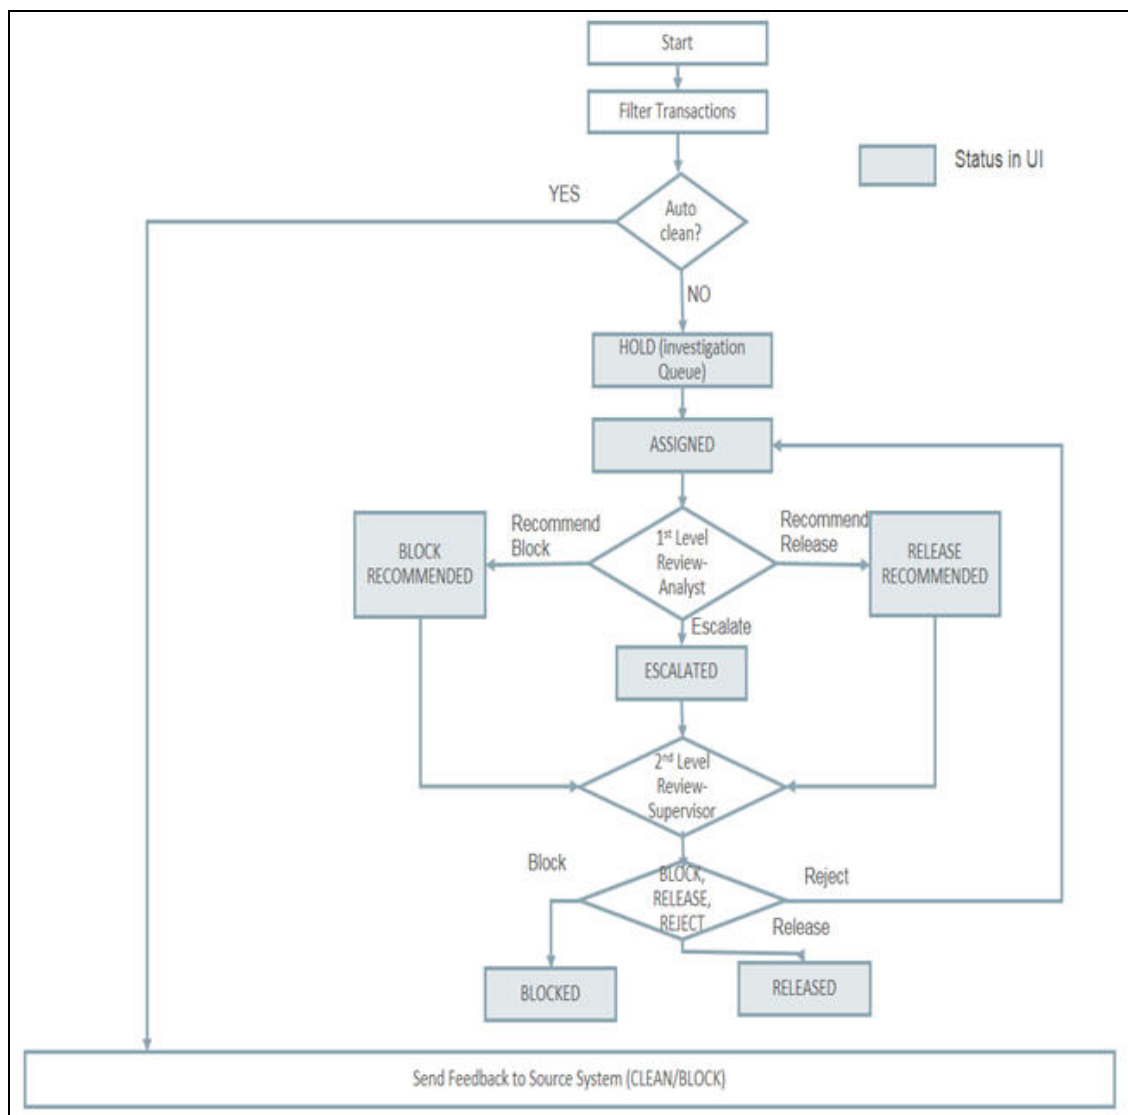 Start
Filter Transactions
Status in UI
YES
Auto
clean?
NO
HOLD (investigation
Queue)
ASSIGNED
Recommend
Block
Recommend
Release
BLOCK
RECOMMENDED
1st Level
Review-
Analyst
RELEASE
RECOMMENDED
Escalate
ESCALATED
2nd Level
Review-
Supervisor
Block
BLOCK,
RELEASE,
REJECT
Reject
Release
BLOCKED
RELEASED
Send Feedback to Source System (CLEAN/BLOCK)